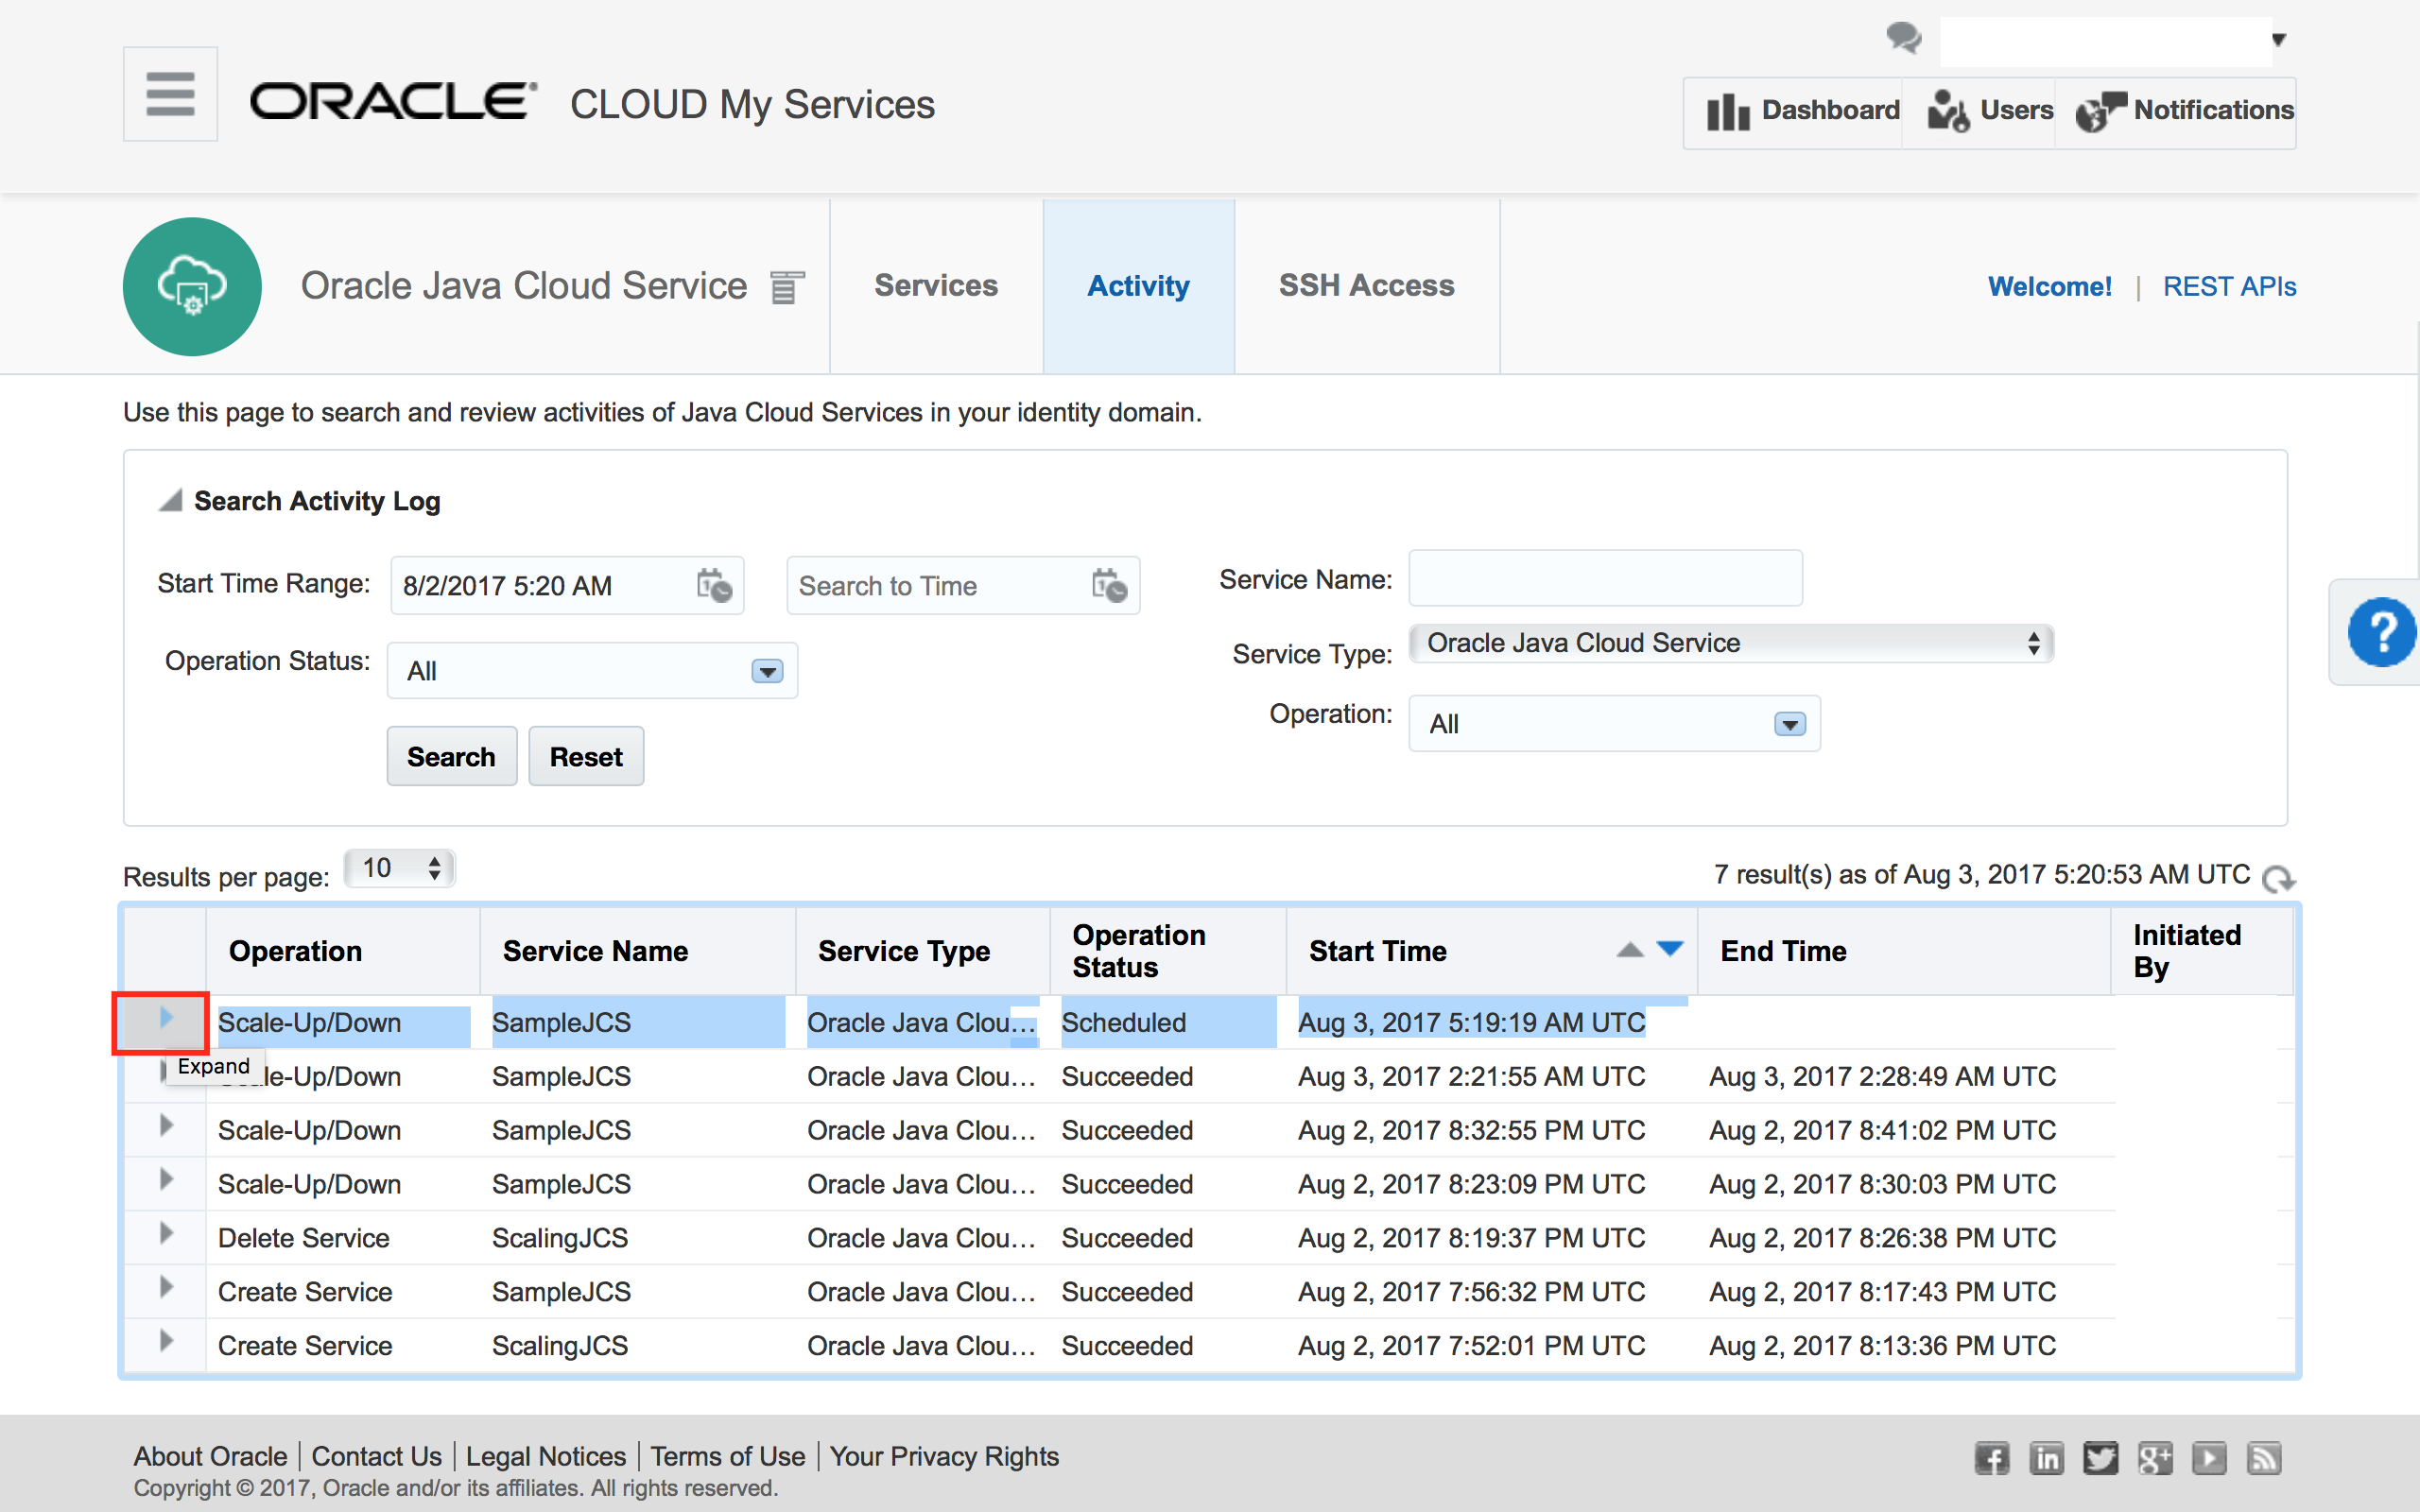 ORACLE® CLOUD My Services
Dashboard Users Notifications
Oracle Java Cloud Service Services Activity SSH Access Welcome! | REST APIs
Use this page to search and review activities of Java Cloud Services in your identity domain.
Search Activity Log
Start Time Range: 8/2/2017 5:20 AM Search to Time Service Name:
Operation Status: All Service Type: Oracle Java Cloud Service
Operation: All
Search Reset
Results per page: 10 7 result(s) as of Aug 3, 2017 5:20:53 AM UTC
Operation Service Name Service Type Operation Status Start Time End Time Initiated By
Scale-Up/Down SampleJCS Oracle Java Clou... Scheduled Aug 3, 2017 5:19:19 AM UTC
Expand
le-Up/Down SampleJCS Oracle Java Clou... Succeeded Aug 3, 2017 2:21:55 AM UTC Aug 3, 2017 2:28:49 AM UTC
Scale-Up/Down SampleJCS Oracle Java Clou... Succeeded Aug 2, 2017 8:32:55 PM UTC Aug 2, 2017 8:41:02 PM UTC
Scale-Up/Down SampleJCS Oracle Java Clou... Succeeded Aug 2, 2017 8:23:09 PM UTC Aug 2, 2017 8:30:03 PM UTC
Delete Service ScalingJCS Oracle Java Clou... Succeeded Aug 2, 2017 8:19:37 PM UTC Aug 2, 2017 8:26:38 PM UTC
Create Service SampleJCS Oracle Java Clou... Succeeded Aug 2, 2017 7:56:32 PM UTC Aug 2, 2017 8:17:43 PM UTC
Create Service ScalingJCS Oracle Java Clou... Succeeded Aug 2, 2017 7:52:01 PM UTC Aug 2, 2017 8:13:36 PM UTC
About Oracle | Contact Us | Legal Notices | Terms of Use | Your Privacy Rights
Copyright © 2017, Oracle and/or its affiliates. All rights reserved.